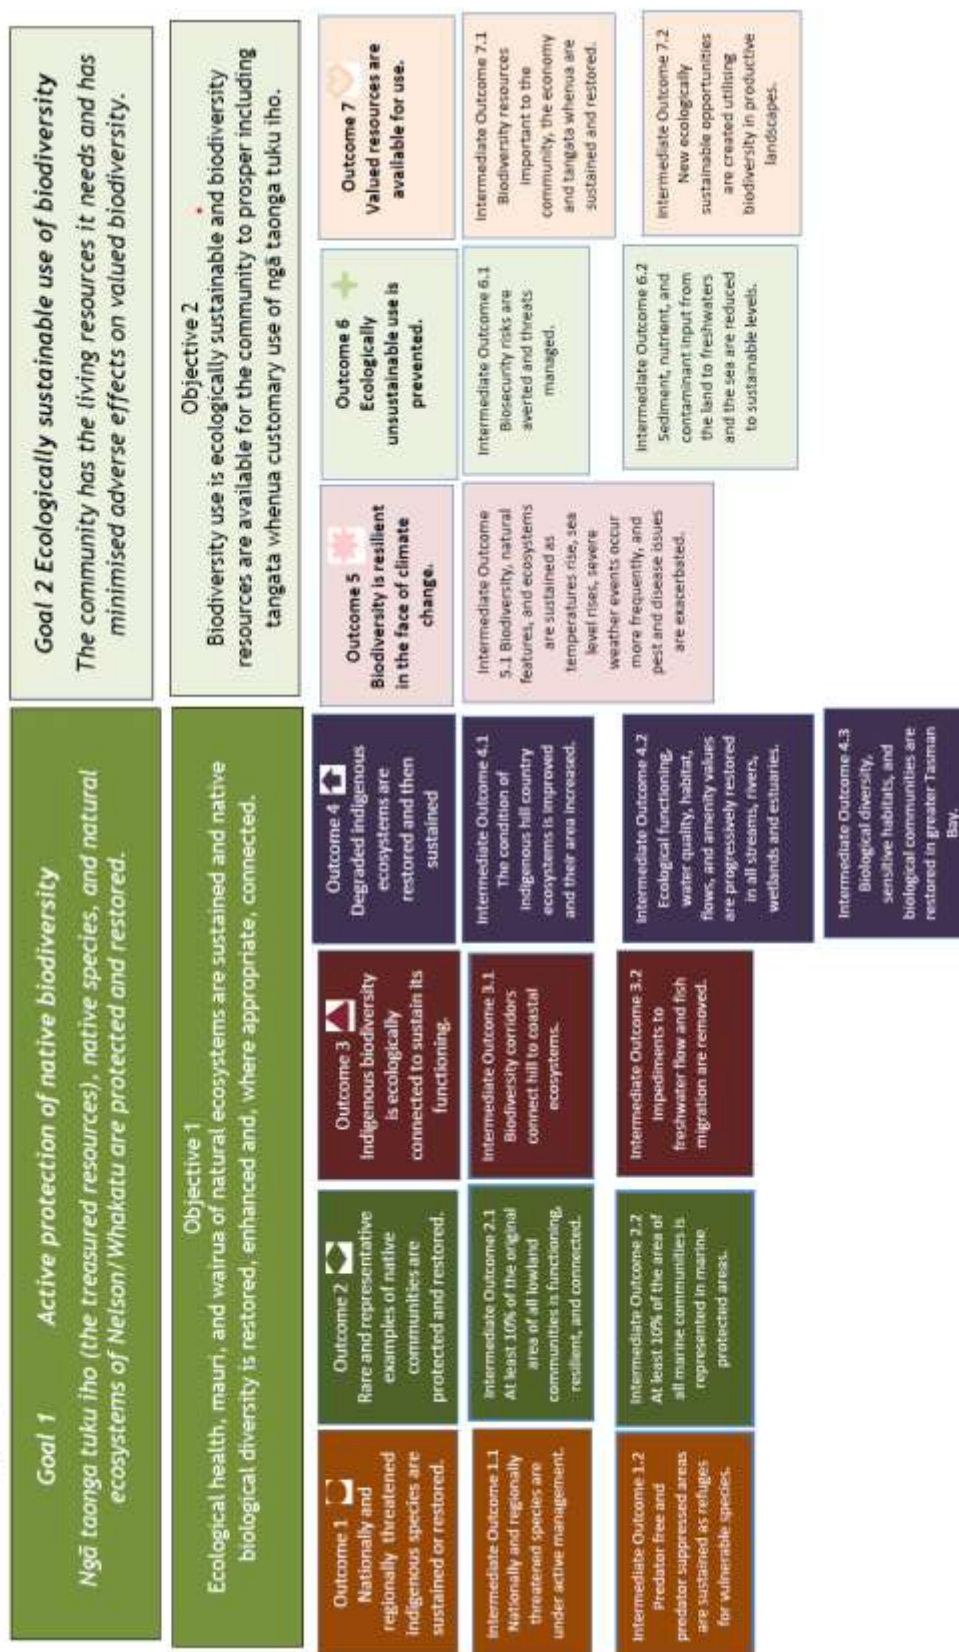 Goal 1 Active protection of native biodiversity
Ngā taonga tuku iho (the treasured resources), native species, and natural
ecosystems of Nelson/Whakatu are protected and restored.
Goal 2 Ecologically sustainable use of biodiversity
The community has the living resources it needs and has
minimised adverse effects on valued biodiversity.
Objective 1
Ecological health, mauri, and wairua of natural ecosystems are sustained and native
biological diversity is restored, enhanced and, where appropriate, connected.
Objective 2
Biodiversity use is ecologically sustainable and biodiversity
resources are available for the community to prosper including
tangata whenua customary use of ngā taonga tuku iho.
Outcome 1
Nationally and
regionally threatened
indigenous species are
sustained or restored.
Outcome 2
Rare and representative
examples of native
communities are
protected and restored.
Outcome 3
Indigenous biodiversity
is ecologically
connected to sustain its
functioning.
Outcome 4
Degraded indigenous
ecosystems are
restored and then
sustained
Outcome 5
Biodiversity is resilient
in the face of climate
change.
Outcome 6
Ecologically
unsustainable use is
prevented.
Outcome 7
Valued resources are
available for use.
Intermediate Outcome 1.1
Nationally and regionally
threatened species are
under active management.
Intermediate Outcome 2.1
At least 10% of the original
area of all lowland
communities is functioning,
resilient, and connected.
Intermediate Outcome 3.1
Biodiversity corridors
connect hill to coastal
ecosystems.
Intermediate Outcome 4.1
The condition of
indigenous hill country
ecosystems is improved
and their area increased.
Intermediate Outcome
5.1 Biodiversity, natural
features, and ecosystems
are sustained as
temperatures rise, sea
level rises, severe
weather events occur
more frequently, and
pest and disease issues
are exacerbated.
Intermediate Outcome 6.1
Biosecurity risks are
averted and threats
managed.
Intermediate Outcome 7.1
Biodiversity resources
important to the
community, the economy
and tangata whenua are
sustained and restored.
Intermediate Outcome 1.2
Predator free and
predator suppressed areas
are sustained as refuges
for vulnerable species.
Intermediate Outcome 2.2
At least 10% of the area of
all marine communities is
represented in marine
protected areas.
Intermediate Outcome 3.2
Impediments to
freshwater flow and fish
migration are removed.
Intermediate Outcome 4.2
Ecological functioning,
water quality, habitat,
flows, and amenity values
are progressively restored
in all streams, rivers,
wetlands and estuaries.
Intermediate Outcome 6.2
Sediment, nutrient, and
contaminant input from
the land to freshwaters
and the sea are reduced
to sustainable levels.
Intermediate Outcome 7.2
New ecologically
sustainable opportunities
are created utilising
biodiversity in productive
landscapes.
Intermediate Outcome 4.3
Biological diversity,
sensitive habitats, and
biological communities are
restored in greater Tasman
Bay.